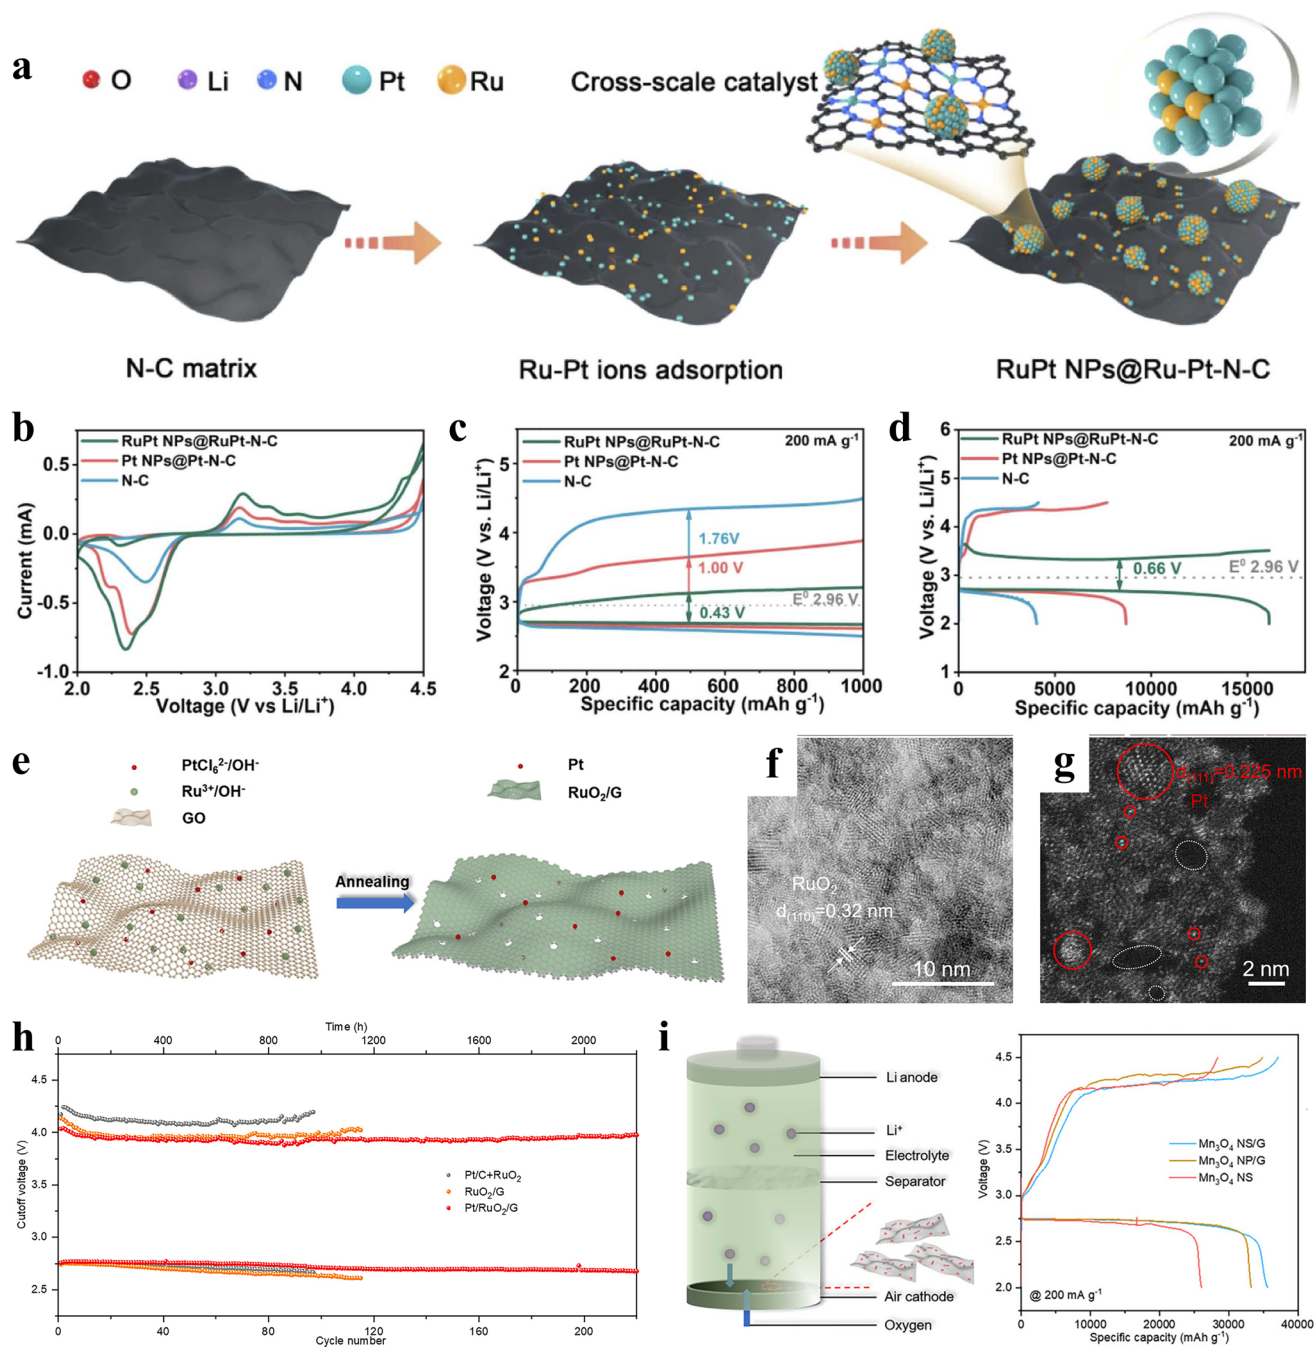 a
O Li N Pt Ru Cross-scale catalyst
N-C matrix Ru-Pt ions adsorption RuPt NPs@Ru-Pt-N-C
b
RuPt NPs@RuPt-N-C
Pt NPs@Pt-N-C
N-C
Current (mA)
0.5
0.0
-0.5
-1.0
2.0 2.5 3.0 3.5 4.0 4.5
Voltage (V vs Li/Li⁺)
c
RuPt NPs@RuPt-N-C 200 mA g⁻¹
Pt NPs@Pt-N-C
N-C
Voltage (V vs. Li/Li⁺)
5
4
3
2
1.76V
1.00 V
E⁰ 2.96 V
0.43 V
0 200 400 600 800 1000
Specific capacity (mAh g⁻¹)
d
RuPt NPs@RuPt-N-C 200 mA g⁻¹
Pt NPs@Pt-N-C
N-C
Voltage (V vs. Li/Li⁺)
6
5
4
3
2
1
0.66 V
E⁰ 2.96 V
0 5000 10000 15000
Specific capacity (mAh g⁻¹)
e
PtCl₆²⁻/OH⁻
Ru³⁺/OH⁻
GO
Pt
RuO₂/G
Annealing
f
RuO₂
d₍₁₁₀₎=0.32 nm
10 nm
g
d₍₁₁₁₎=0.225 nm
Pt
2 nm
h
Time (h)
0 400 800 1200 1600 2000
Cutoff voltage (V)
4.5
4.0
3.5
3.0
2.5
Pt/C+RuO₂
RuO₂/G
Pt/RuO₂/G
0 40 80 120 160 200
Cycle number
i
Li anode
Li⁺
Electrolyte
Separator
Air cathode
Oxygen
Voltage (V)
4.5
4.0
3.5
3.0
2.5
2.0
Mn₃O₄ NS/G
Mn₃O₄ NP/G
Mn₃O₄ NS
@ 200 mA g⁻¹
0 10000 20000 30000 40000
Specific capacity (mAh g⁻¹)